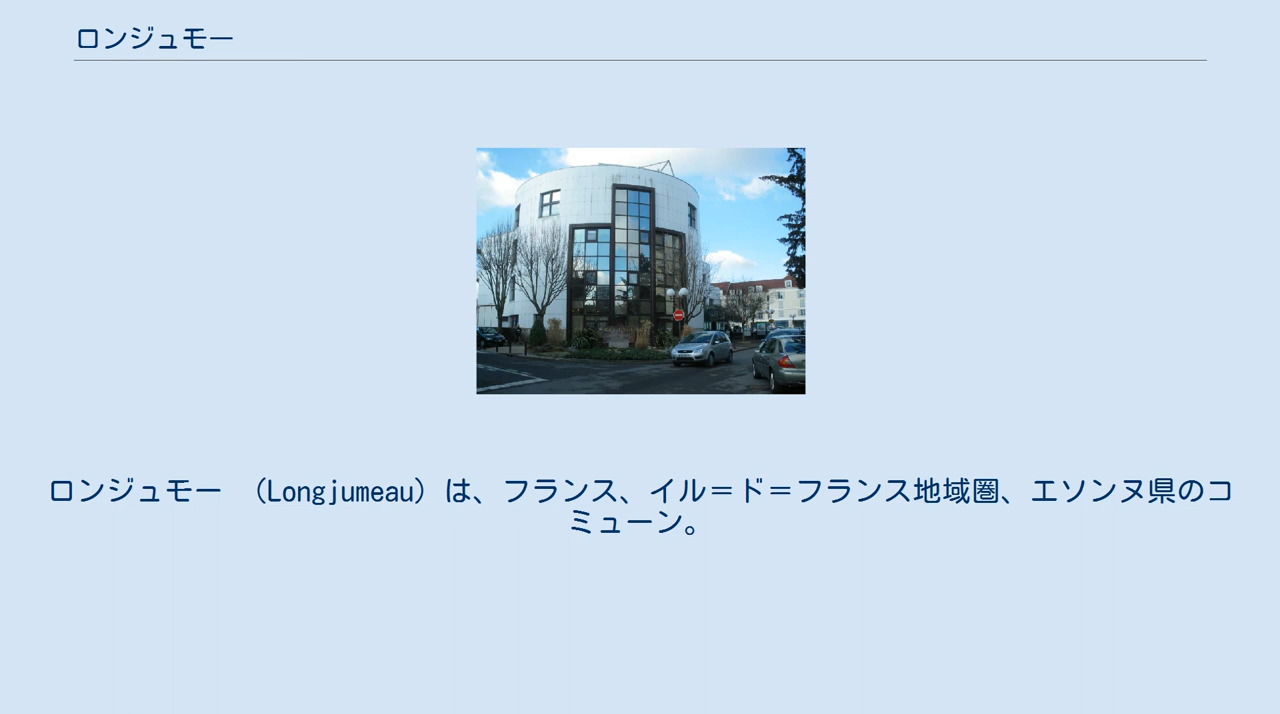 ロンジュモー
ロンジュモー （Longjumeau）は、フランス、イル＝ド＝フランス地域圏、エソンヌ県のコ
ミューン。